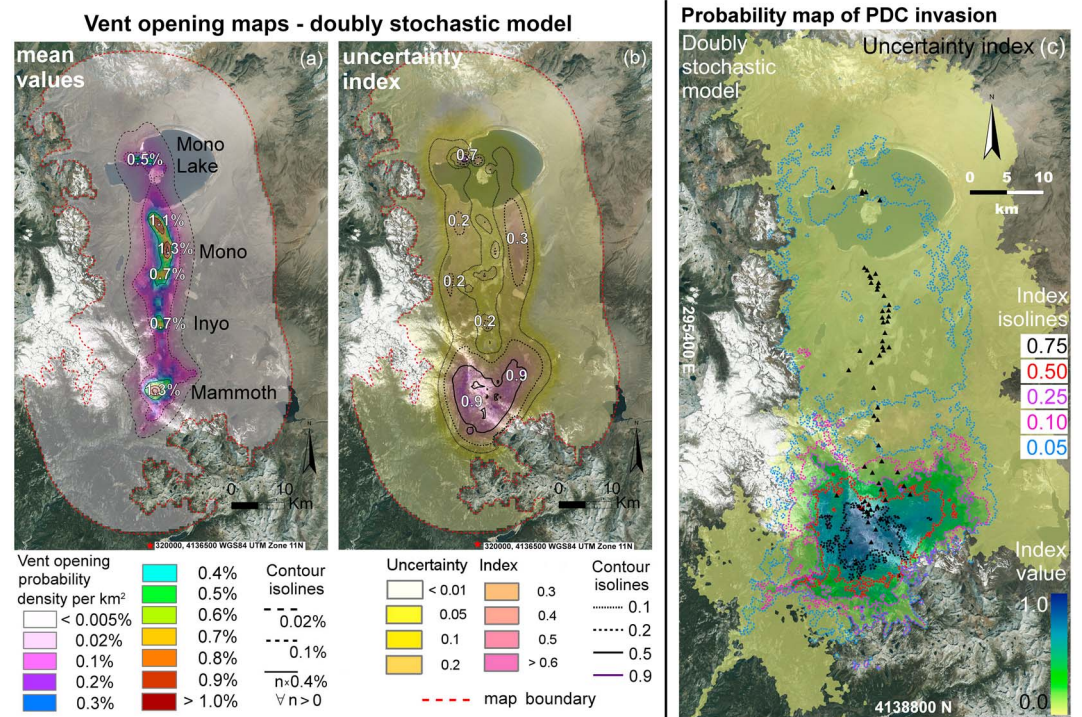 Vent opening maps - doubly stochastic model
mean
values
(a)
0.5%
Mono
Lake
1.1%
1.3%
Mono
0.7%
0.7%
Inyo
1.3%
Mammoth
N
0 10
Km
320000, 4136500 WGS84 UTM Zone 11N
uncertainty
index
(b)
0.7
0.2
0.3
0.2
0.2
0.9
0.9
N
0 10
Km
320000, 4136500 WGS84 UTM Zone 11N
Vent opening
probability
density per km²
< 0.005%
0.02%
0.1%
0.2%
0.3%
0.4%
0.5%
0.6%
0.7%
0.8%
0.9%
> 1.0%
Contour
isolines
0.02%
0.1%
n×0.4%
∀ n > 0
Uncertainty Index
< 0.01
0.05
0.1
0.2
0.3
0.4
0.5
> 0.6
Contour
isolines
0.1
0.2
0.5
0.9
map boundary
Probability map of PDC invasion
Doubly
stochastic
model
Uncertainty index (c)
N
0 5 10
km
295400 E
Index
isolines
0.75
0.50
0.25
0.10
0.05
Index
value
1.0
0.0
4138800 N